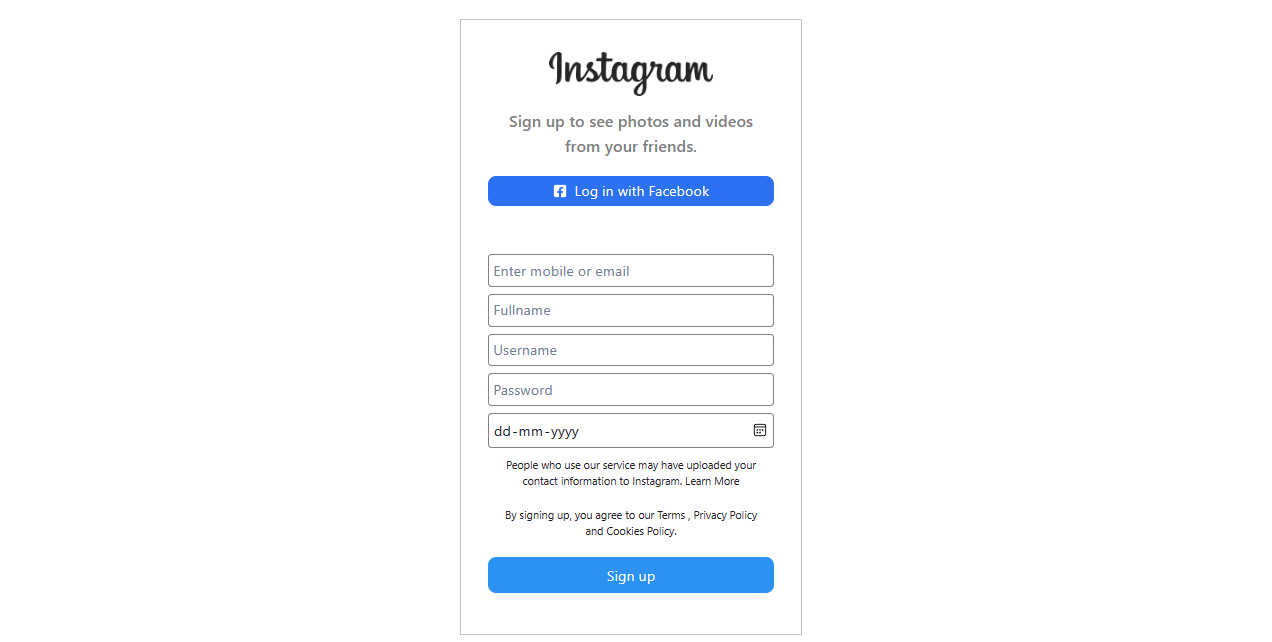 Instagram
Sign up to see photos and videos
from your friends.
Log in with Facebook
Enter mobile or email
Fullname
Username
Password
dd-mm-yyyy
People who use our service may have uploaded your
contact information to Instagram. Learn More
By signing up, you agree to our Terms , Privacy Policy
and Cookies Policy.
Sign up